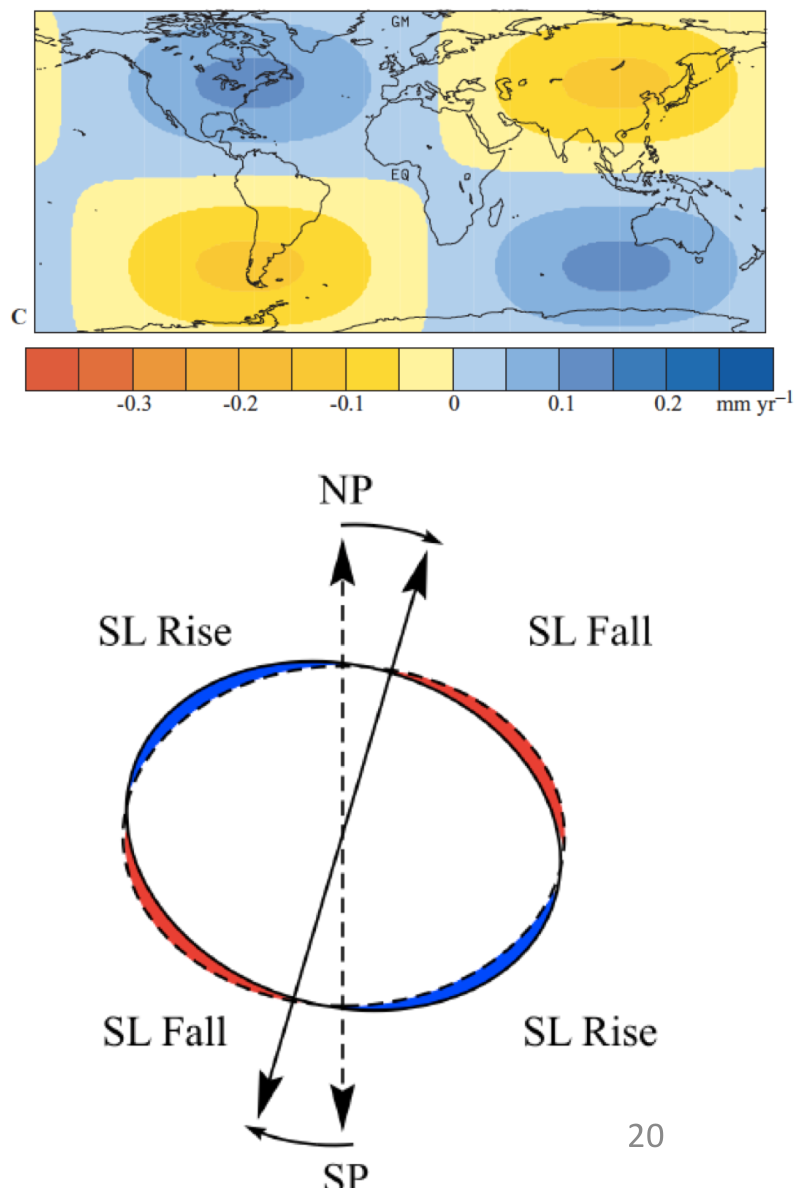 GM
EQ
C
-0.3 -0.2 -0.1 0 0.1 0.2 mm yr⁻¹
NP
SL Rise SL Fall
SL Fall SL Rise
20
SP